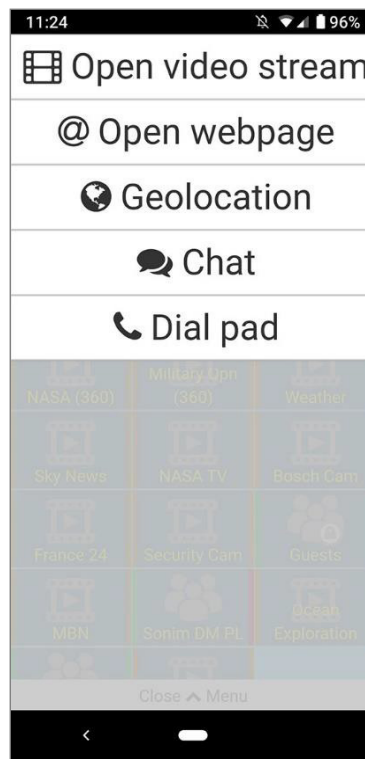 11:24 96%
Open video stream
@ Open webpage
Geolocation
Chat
Dial pad
NASA (360) Military Opn (360) Weather
Sky News NASA TV Bosch Cam
France 24 Security Cam Guests
MBN Sonim DM PL Ocean Exploration
Close Menu